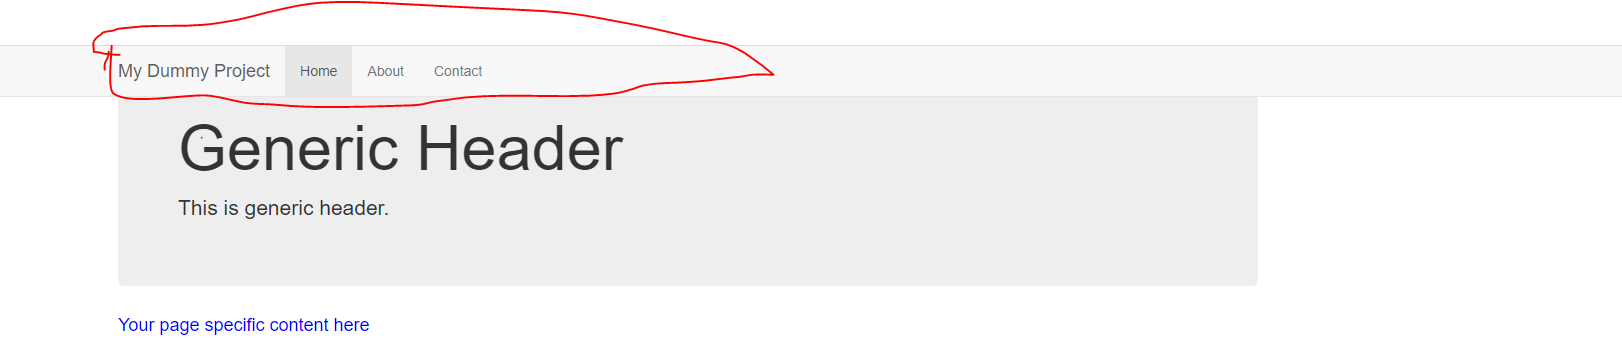 My Dummy Project Home About Contact
Generic Header
This is generic header.
Your page specific content here